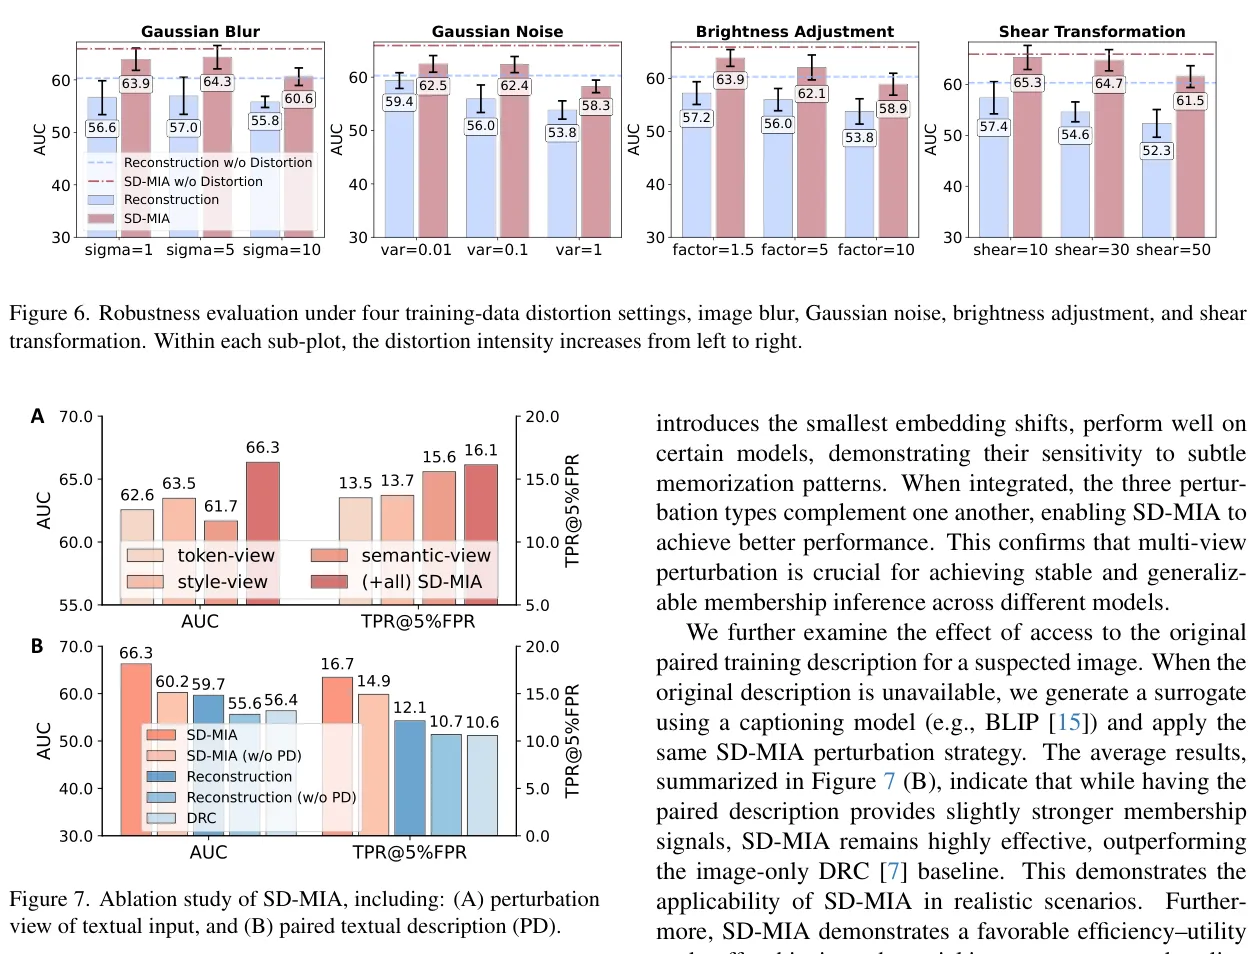 Gaussian Blur
Gaussian Noise
Brightness Adjustment
Shear Transformation
AUC
60
50
40
30
63.9
64.3
60.6
56.6
57.0
55.8
Reconstruction w/o Distortion
SD-MIA w/o Distortion
Reconstruction
SD-MIA
sigma=1 sigma=5 sigma=10
AUC
60
50
40
30
59.4
62.5
56.0
62.4
53.8
58.3
var=0.01 var=0.1 var=1
AUC
60
50
40
30
57.2
63.9
56.0
62.1
53.8
58.9
factor=1.5 factor=5 factor=10
AUC
60
50
40
30
57.4
65.3
54.6
64.7
52.3
61.5
shear=10 shear=30 shear=50
Figure 6. Robustness evaluation under four training-data distortion settings, image blur, Gaussian noise, brightness adjustment, and shear
transformation. Within each sub-plot, the distortion intensity increases from left to right.
A
70.0
65.0
60.0
55.0
AUC
62.6
63.5
61.7
66.3
13.5
13.7
15.6
16.1
20.0
15.0
10.0
5.0
TPR@5%FPR
token-view
style-view
semantic-view
(+all) SD-MIA
AUC
TPR@5%FPR
B
70.0
60.0
50.0
40.0
30.0
AUC
66.3
60.2
59.7
55.6
56.4
16.7
14.9
12.1
10.7
10.6
20.0
15.0
10.0
5.0
0.0
TPR@5%FPR
SD-MIA
SD-MIA (w/o PD)
Reconstruction
Reconstruction (w/o PD)
DRC
AUC
TPR@5%FPR
Figure 7. Ablation study of SD-MIA, including: (A) perturbation
view of textual input, and (B) paired textual description (PD).
introduces the smallest embedding shifts, perform well on
certain models, demonstrating their sensitivity to subtle
memorization patterns. When integrated, the three pertur-
bation types complement one another, enabling SD-MIA to
achieve better performance. This confirms that multi-view
perturbation is crucial for achieving stable and generaliz-
able membership inference across different models.
We further examine the effect of access to the original
paired training description for a suspected image. When the
original description is unavailable, we generate a surrogate
using a captioning model (e.g., BLIP [15]) and apply the
same SD-MIA perturbation strategy. The average results,
summarized in Figure 7 (B), indicate that while having the
paired description provides slightly stronger membership
signals, SD-MIA remains highly effective, outperforming
the image-only DRC [7] baseline. This demonstrates the
applicability of SD-MIA in realistic scenarios. Further-
more, SD-MIA demonstrates a favorable efficiency–utility